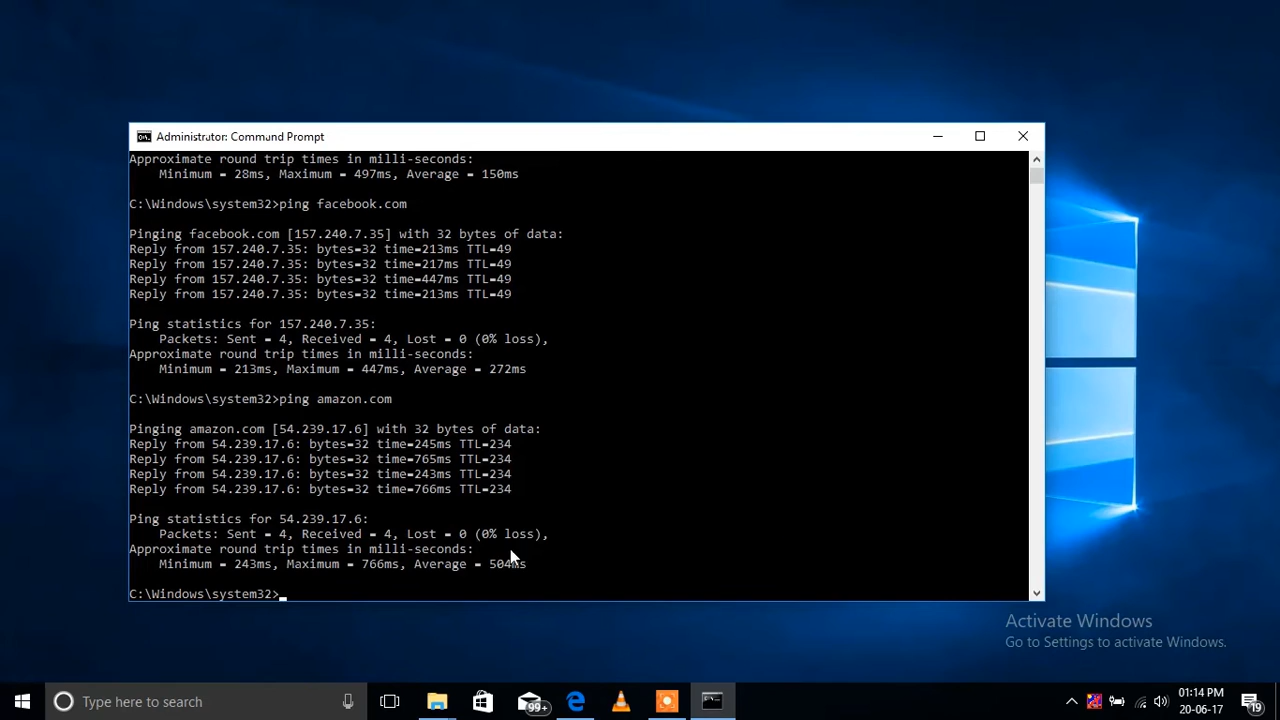 Administrator: Command Prompt
Approximate round trip times in milli-seconds:
    Minimum = 28ms, Maximum = 497ms, Average = 150ms
C:\Windows\system32>ping facebook.com
Pinging facebook.com [157.240.7.35] with 32 bytes of data:
Reply from 157.240.7.35: bytes=32 time=213ms TTL=49
Reply from 157.240.7.35: bytes=32 time=217ms TTL=49
Reply from 157.240.7.35: bytes=32 time=447ms TTL=49
Reply from 157.240.7.35: bytes=32 time=213ms TTL=49
Ping statistics for 157.240.7.35:
    Packets: Sent = 4, Received = 4, Lost = 0 (0% loss),
Approximate round trip times in milli-seconds:
    Minimum = 213ms, Maximum = 447ms, Average = 272ms
C:\Windows\system32>ping amazon.com
Pinging amazon.com [54.239.17.6] with 32 bytes of data:
Reply from 54.239.17.6: bytes=32 time=245ms TTL=234
Reply from 54.239.17.6: bytes=32 time=765ms TTL=234
Reply from 54.239.17.6: bytes=32 time=243ms TTL=234
Reply from 54.239.17.6: bytes=32 time=766ms TTL=234
Ping statistics for 54.239.17.6:
    Packets: Sent = 4, Received = 4, Lost = 0 (0% loss),
Approximate round trip times in milli-seconds:
    Minimum = 243ms, Maximum = 766ms, Average = 504ms
C:\Windows\system32>
Activate Windows
Go to Settings to activate Windows.
Type here to search
99+
01:14 PM
20-06-17
19